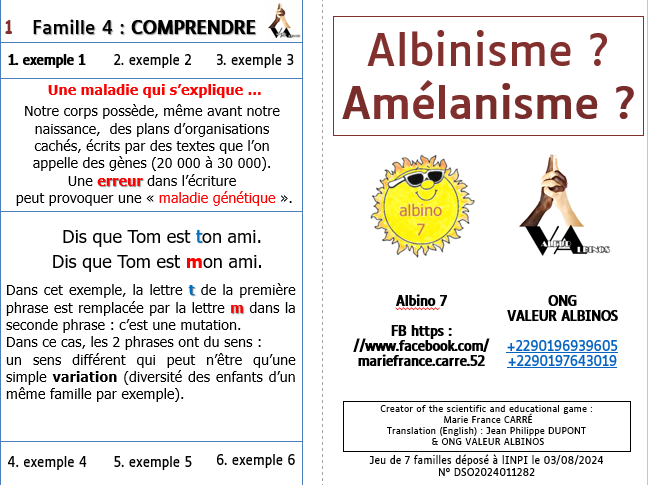 1 Famille 4 : COMPRENDRE
1. exemple 1 2. exemple 2 3. exemple 3
Une maladie qui s’explique ...
Notre corps possède, même avant notre
naissance, des plans d’organisations
cachés, écrits par des textes que l’on
appelle des gènes (20 000 à 30 000).
Une erreur dans l’écriture
peut provoquer une « maladie génétique ».
Dis que Tom est ton ami.
Dis que Tom est mon ami.
Dans cet exemple, la lettre t de la première
phrase est remplacée par la lettre m dans la
seconde phrase : c’est une mutation.
Dans ce cas, les 2 phrases ont du sens :
un sens différent qui peut n’être qu’une
simple variation (diversité des enfants d’un
même famille par exemple).
4. exemple 4 5. exemple 5 6. exemple 6
Albinisme ?
Amélanisme ?
albino
7
VALEUR ALBINOS
Albino 7
FB https :
//www.facebook.com/
mariefrance.carre.52
ONG
VALEUR ALBINOS
+2290196939605
+2290197643019
Creator of the scientific and educational game :
Marie France CARRÉ
Translation (English) : Jean Philippe DUPONT
& ONG VALEUR ALBINOS
Jeu de 7 familles déposé à lINPI le 03/08/2024
N° DSO2024011282